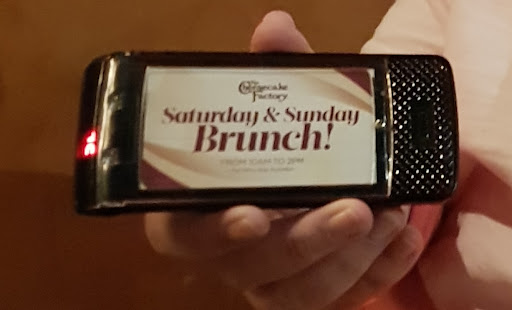 The
Cheesecake
Factory
Saturday & Sunday
Brunch!
FROM 10AM TO 2PM